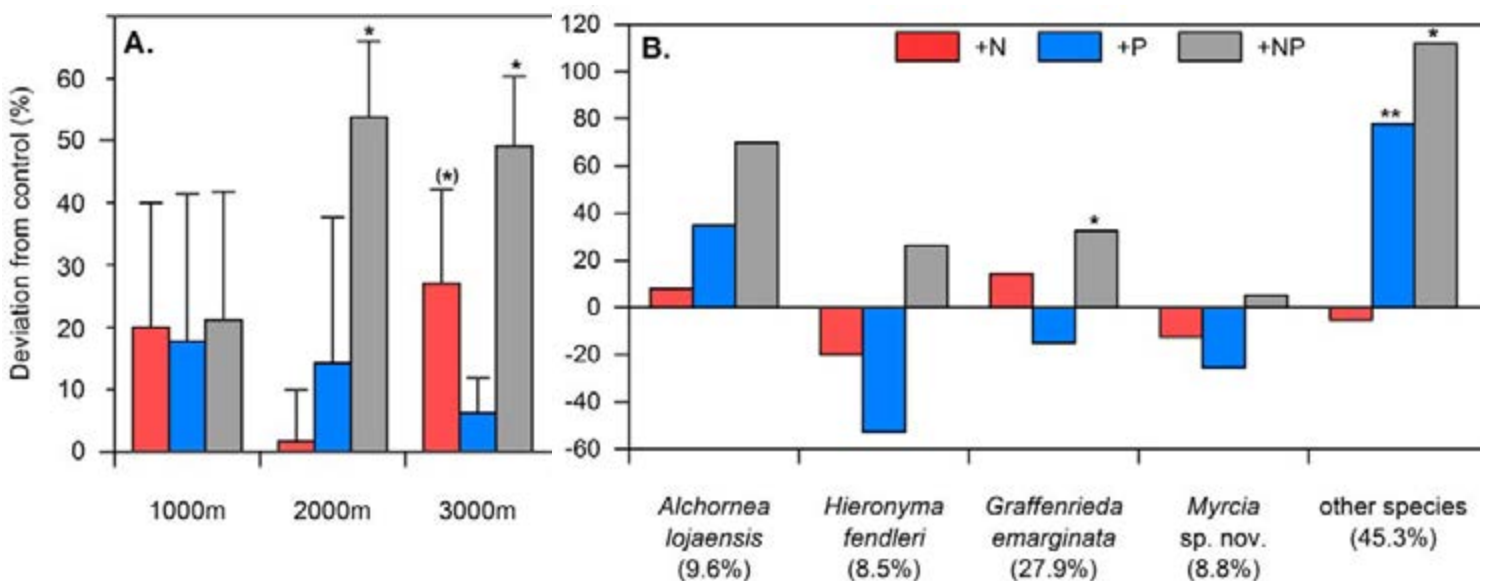 A.
B.
+N
+P
+NP
Deviation from control (%)
60
50
40
30
20
10
0
*
*
(*)
1000m
2000m
3000m
120
100
80
60
40
20
0
-20
-40
-60
*
**
*
Alchornea
lojaensis
(9.6%)
Hieronyma
fendleri
(8.5%)
Graffenrieda
emarginata
(27.9%)
Myrcia
sp. nov.
(8.8%)
other species
(45.3%)